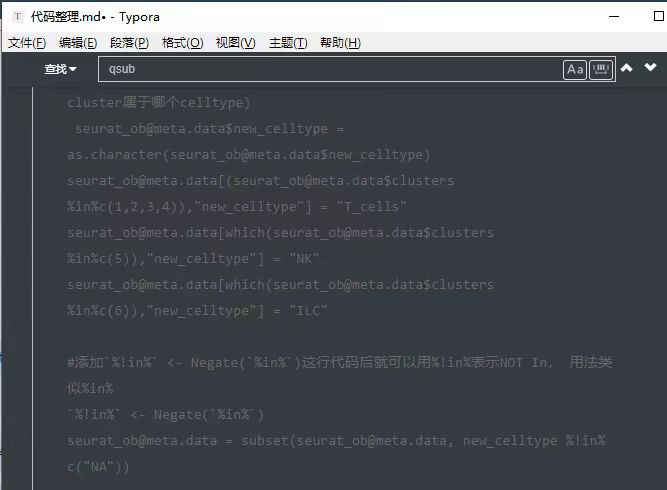 T 代码整理.md• - Typora
文件(F) 编辑(E) 段落(P) 格式(O) 视图(V) 主题(T) 帮助(H)
查找 qsub Aa
cluster属于哪个celltype)
seurat_ob@meta.data$new_celltype =
as.character(seurat_ob@meta.data$new_celltype)
seurat_ob@meta.data[(seurat_ob@meta.data$clusters
%in%c(1,2,3,4)),"new_celltype"] = "T_cells"
seurat_ob@meta.data[which(seurat_ob@meta.data$clusters
%in%c(5)),"new_celltype"] = "NK"
seurat_ob@meta.data[which(seurat_ob@meta.data$clusters
%in%c(6)),"new_celltype"] = "ILC"
#添加`%!in%` <- Negate(`%in%`)这行代码后就可以用%!in%表示NOT In, 用法类
似%in%
`%!in%` <- Negate(`%in%`)
seurat_ob@meta.data = subset(seurat_ob@meta.data, new_celltype %!in%
c("NA"))